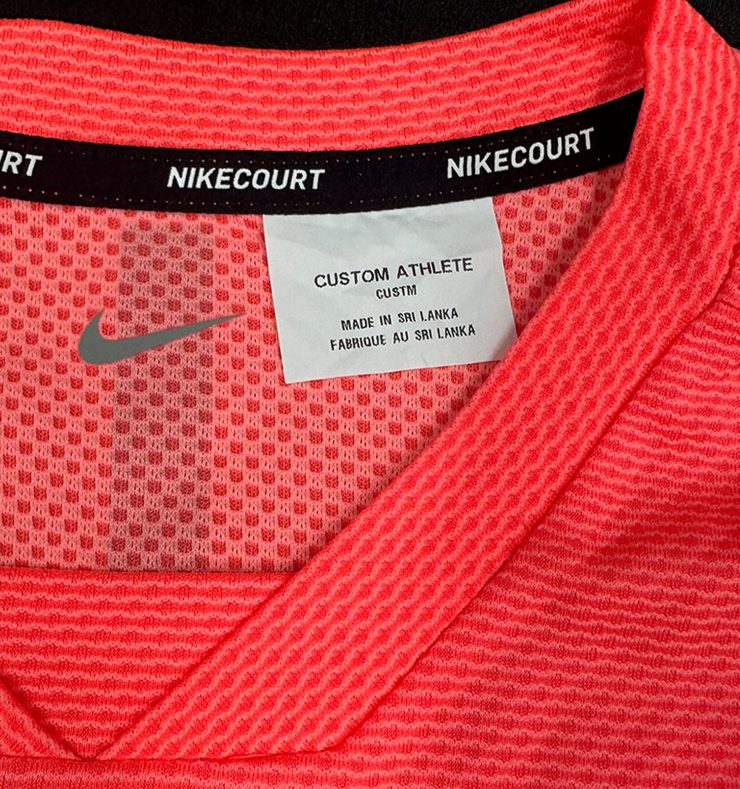 RT
NIKECOURT
NIKECOURT
CUSTOM ATHLETE
CUSTM
MADE IN SRI LANKA
FABRIQUE AU SRI LANKA